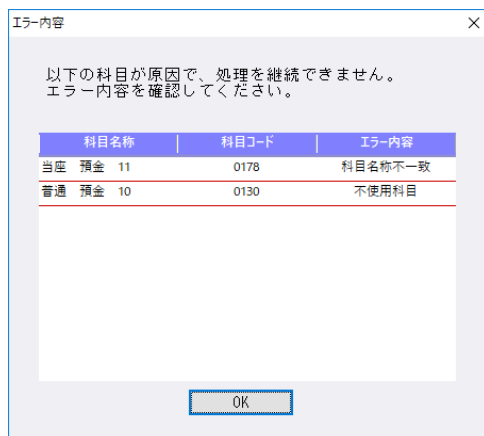 エラー内容
以下の科目が原因で、処理を継続できません。
エラー内容を確認してください。
科目名称 科目コード エラー内容
当座 預金 11 0178 科目名称不一致
普通 預金 10 0130 不使用科目
OK